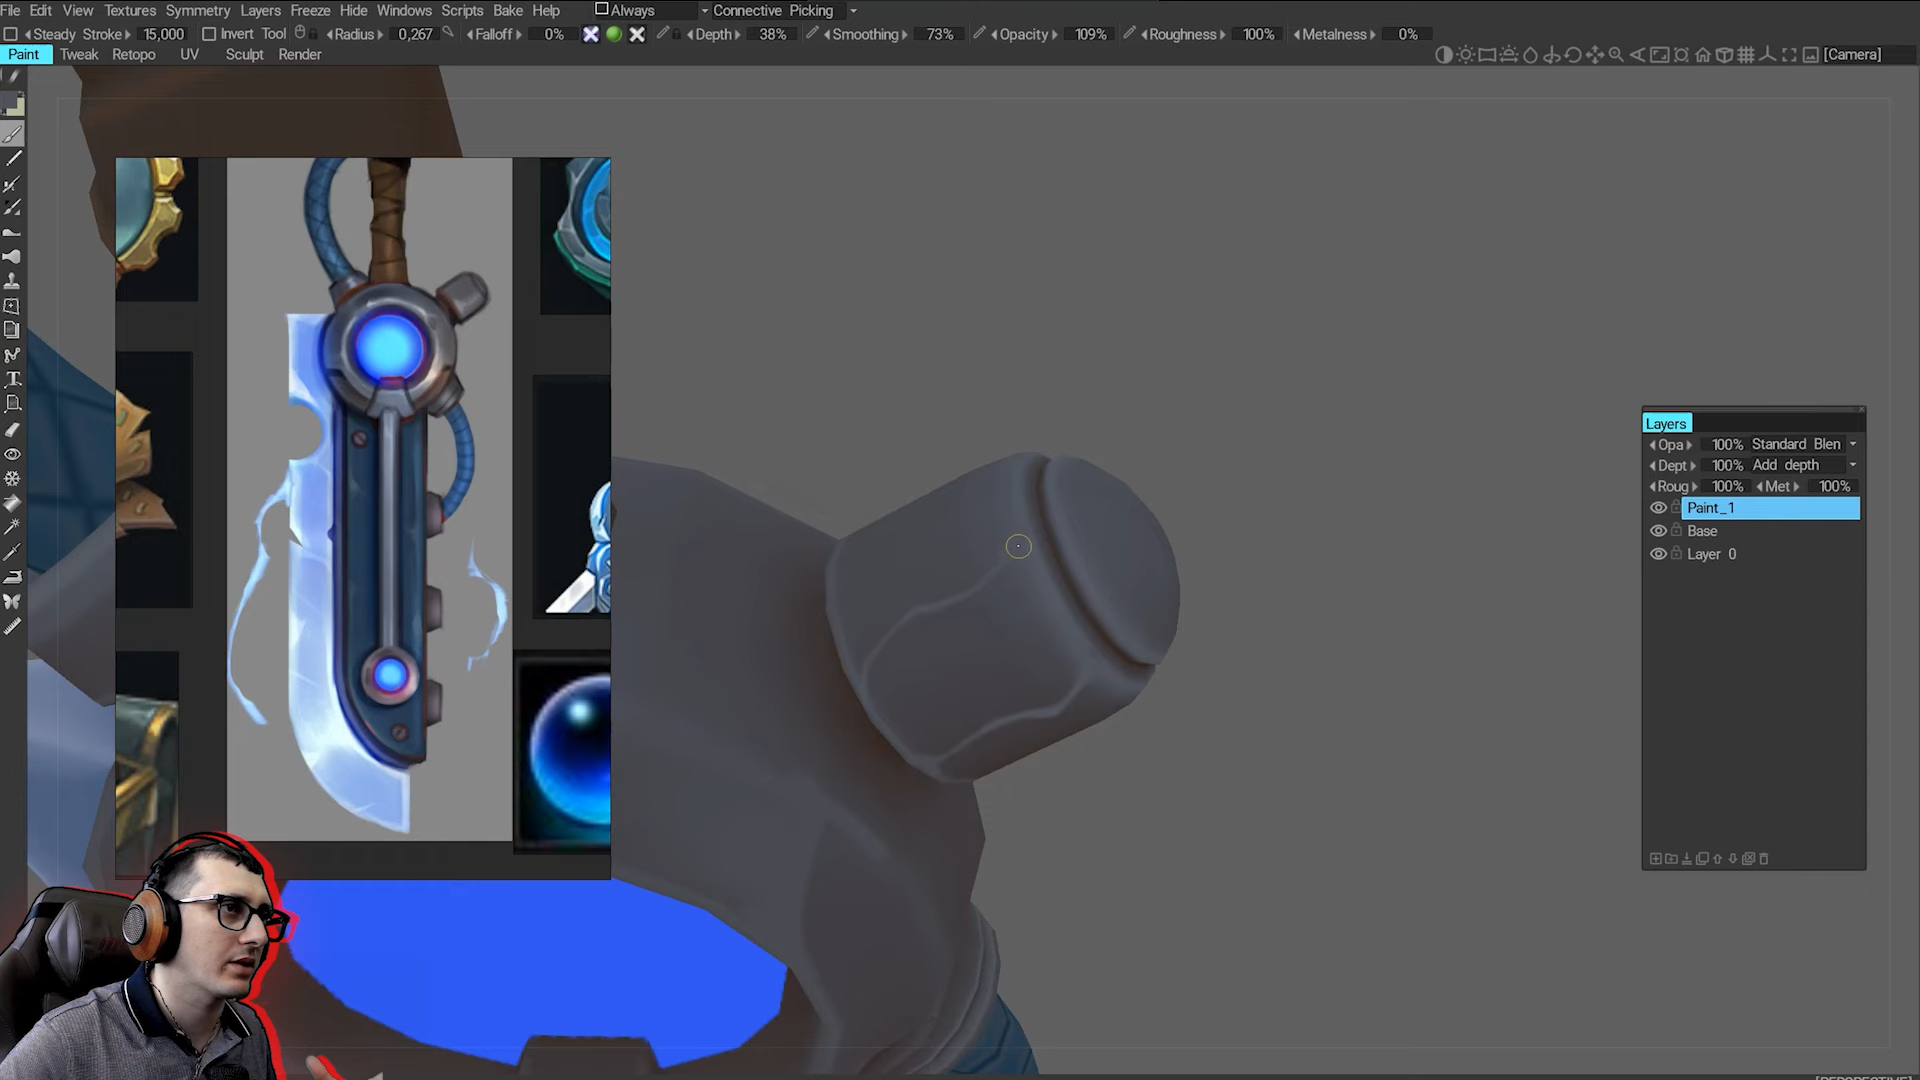 File Edit View Textures Symmetry Layers Freeze Hide Windows Scripts Bake Help Always Connective Picking
Steady Stroke 15,000 Invert Tool Radius 0,267 Falloff 0% Depth 38% Smoothing 73% Opacity 109% Roughness 100% Metalness 0%
Paint Tweak Retopo UV Sculpt Render [Camera]
Layers
Opa 100% Standard Blen
Dept 100% Add depth
Roug 100% Met 100%
Paint_1
Base
Layer 0
[PERSPECTIVE]